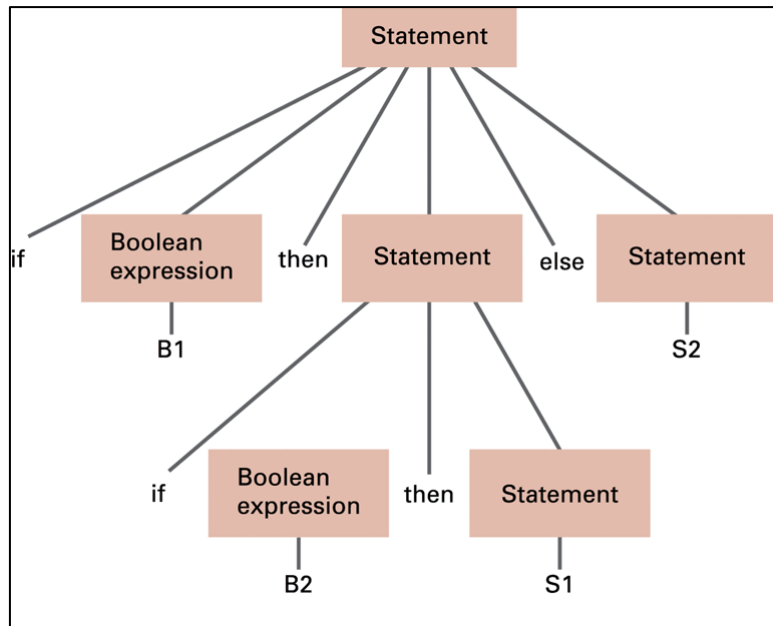 Statement
if
Boolean
expression
then
Statement
else
Statement
B1
S2
if
Boolean
expression
then
Statement
B2
S1